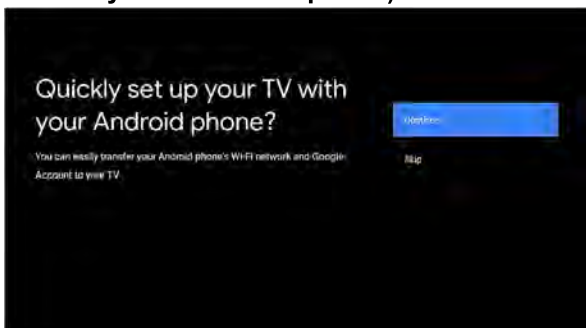 Quickly set up your TV with
your Android phone?
You can easily transfer your Android phone's Wi-Fi network and Google
Account to your TV
Continue
Skip